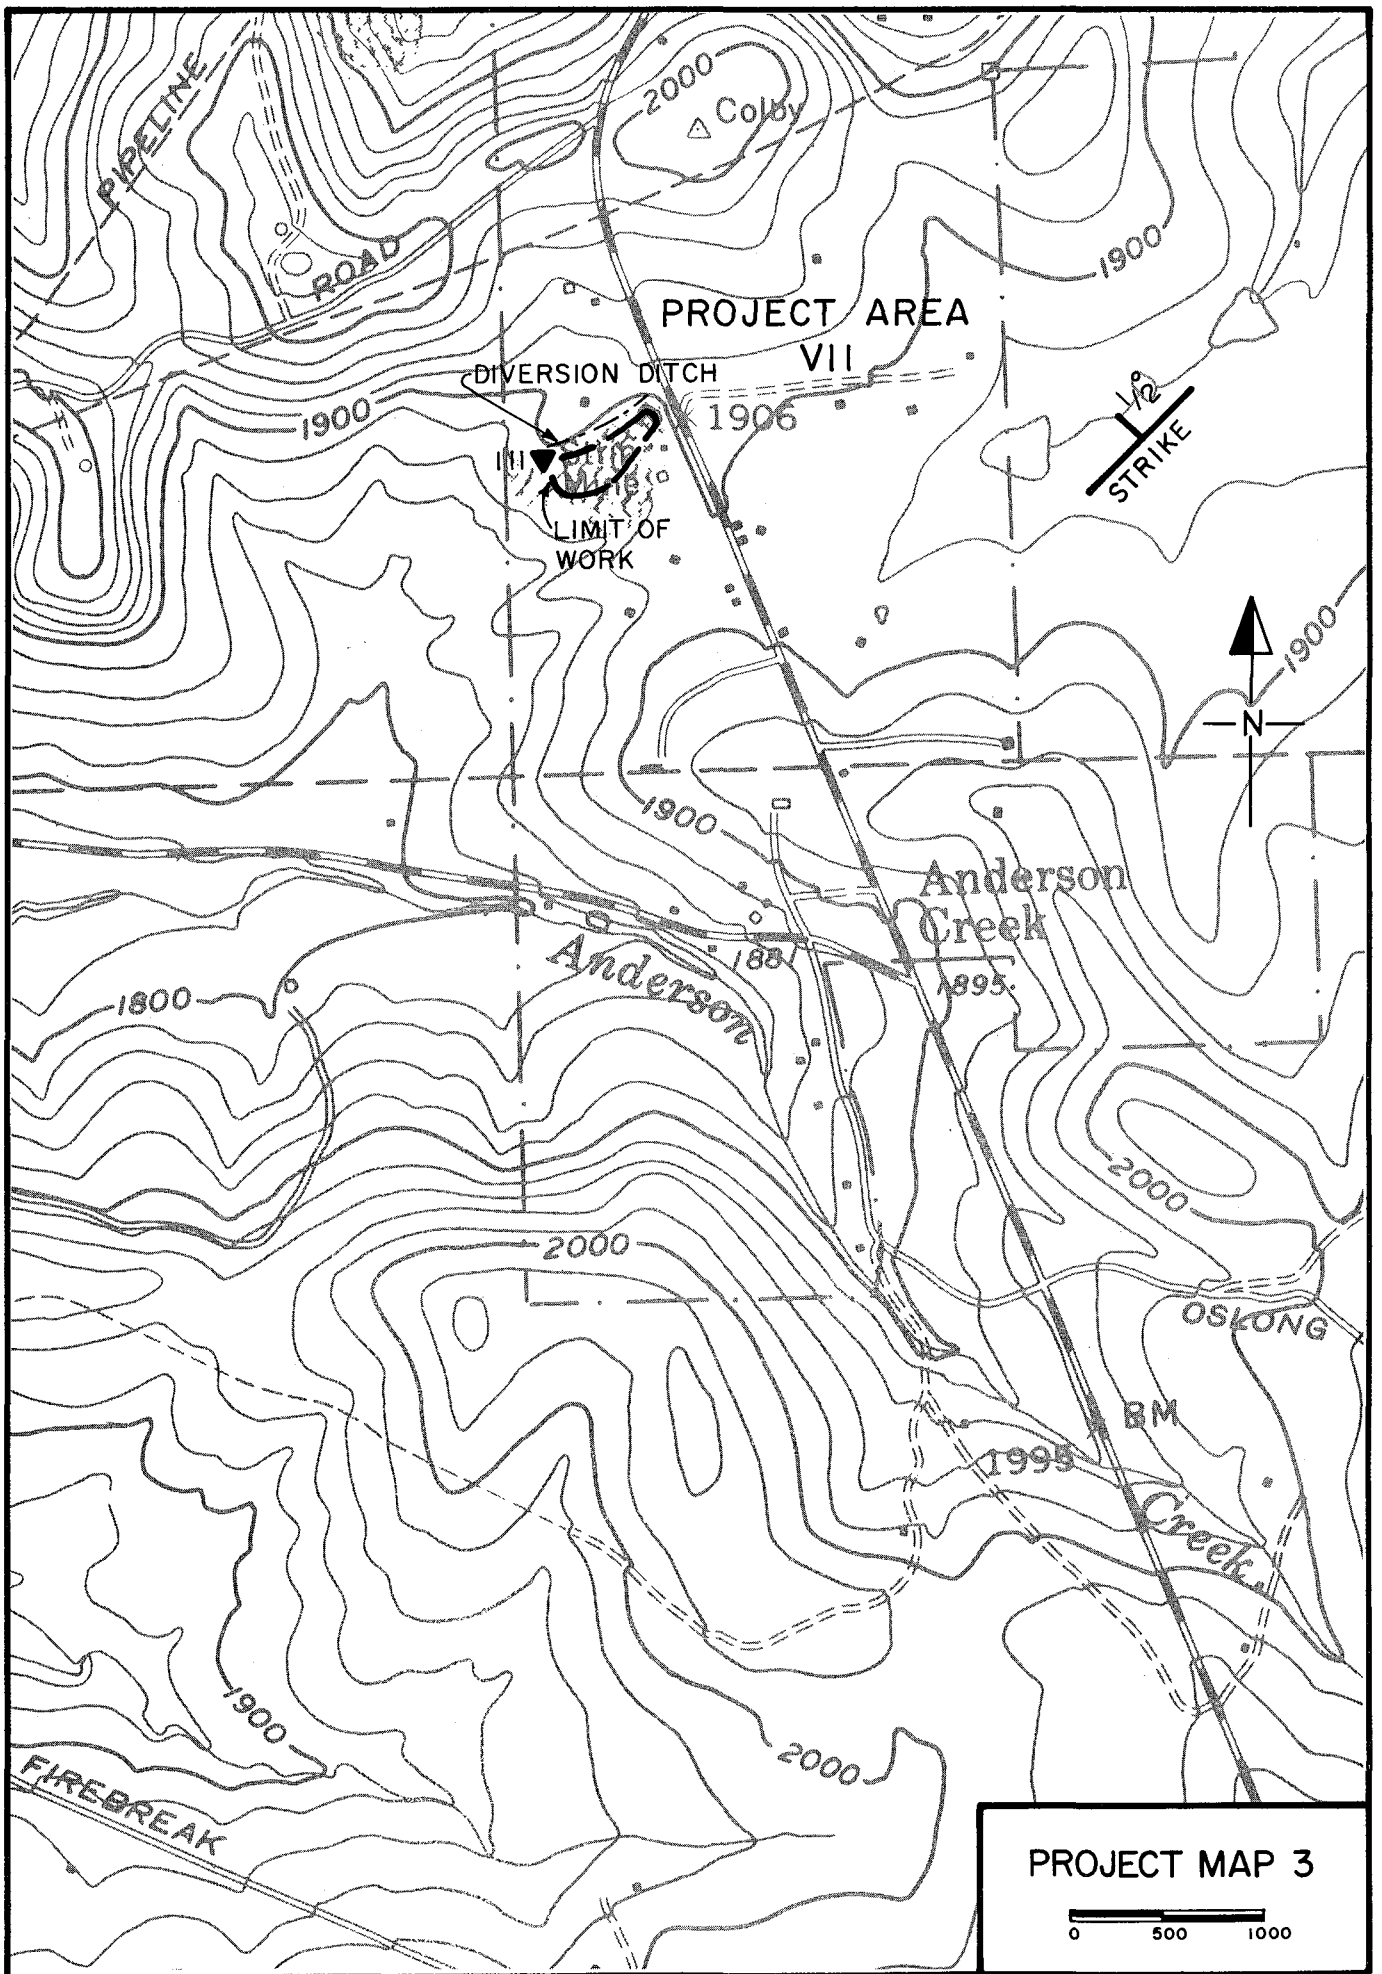 PIPELINE
2000
Colby
ROAD
1900
PROJECT AREA
VII
DIVERSION DITCH
1900
1906
1/2°
STRIKE
111
Strip
Mine
LIMIT OF
WORK
1900
N
1900
Anderson
Creek
1887
Anderson
1895
1800
2000
2000
OSLONG
BM
1995
Creek
1900
2000
FIREBREAK
PROJECT MAP 3
0 500 1000